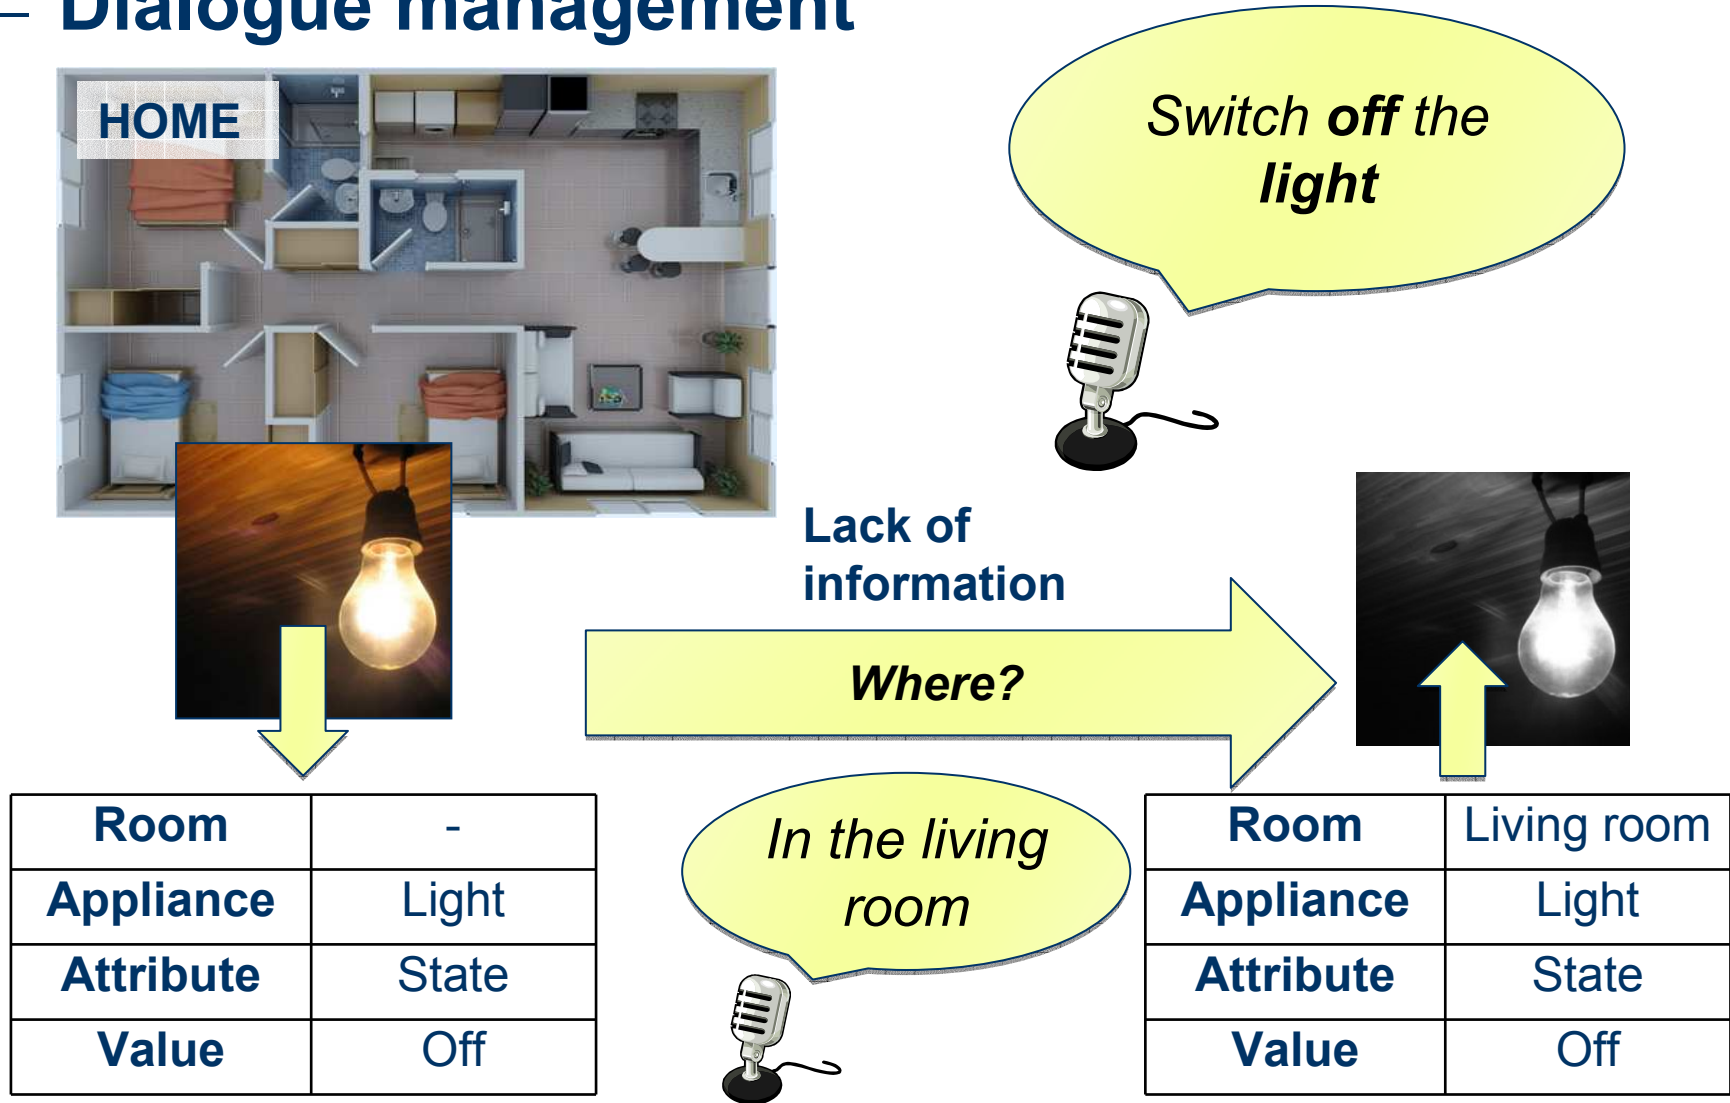 – Dialogue management
HOME
Switch off the
light
Lack of
information
Where?
Room -
Appliance Light
Attribute State
Value Off
In the living
room
Room Living room
Appliance Light
Attribute State
Value Off